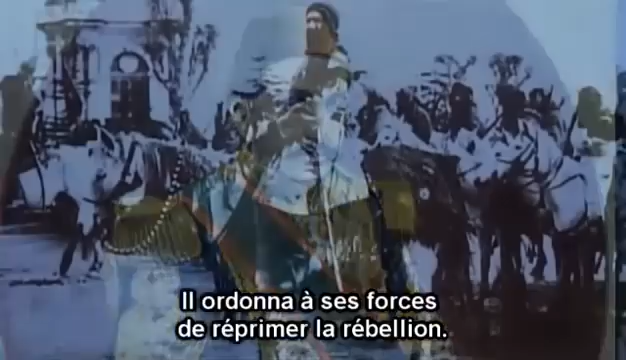 Il ordonna à ses forces
de réprimer la rébellion.